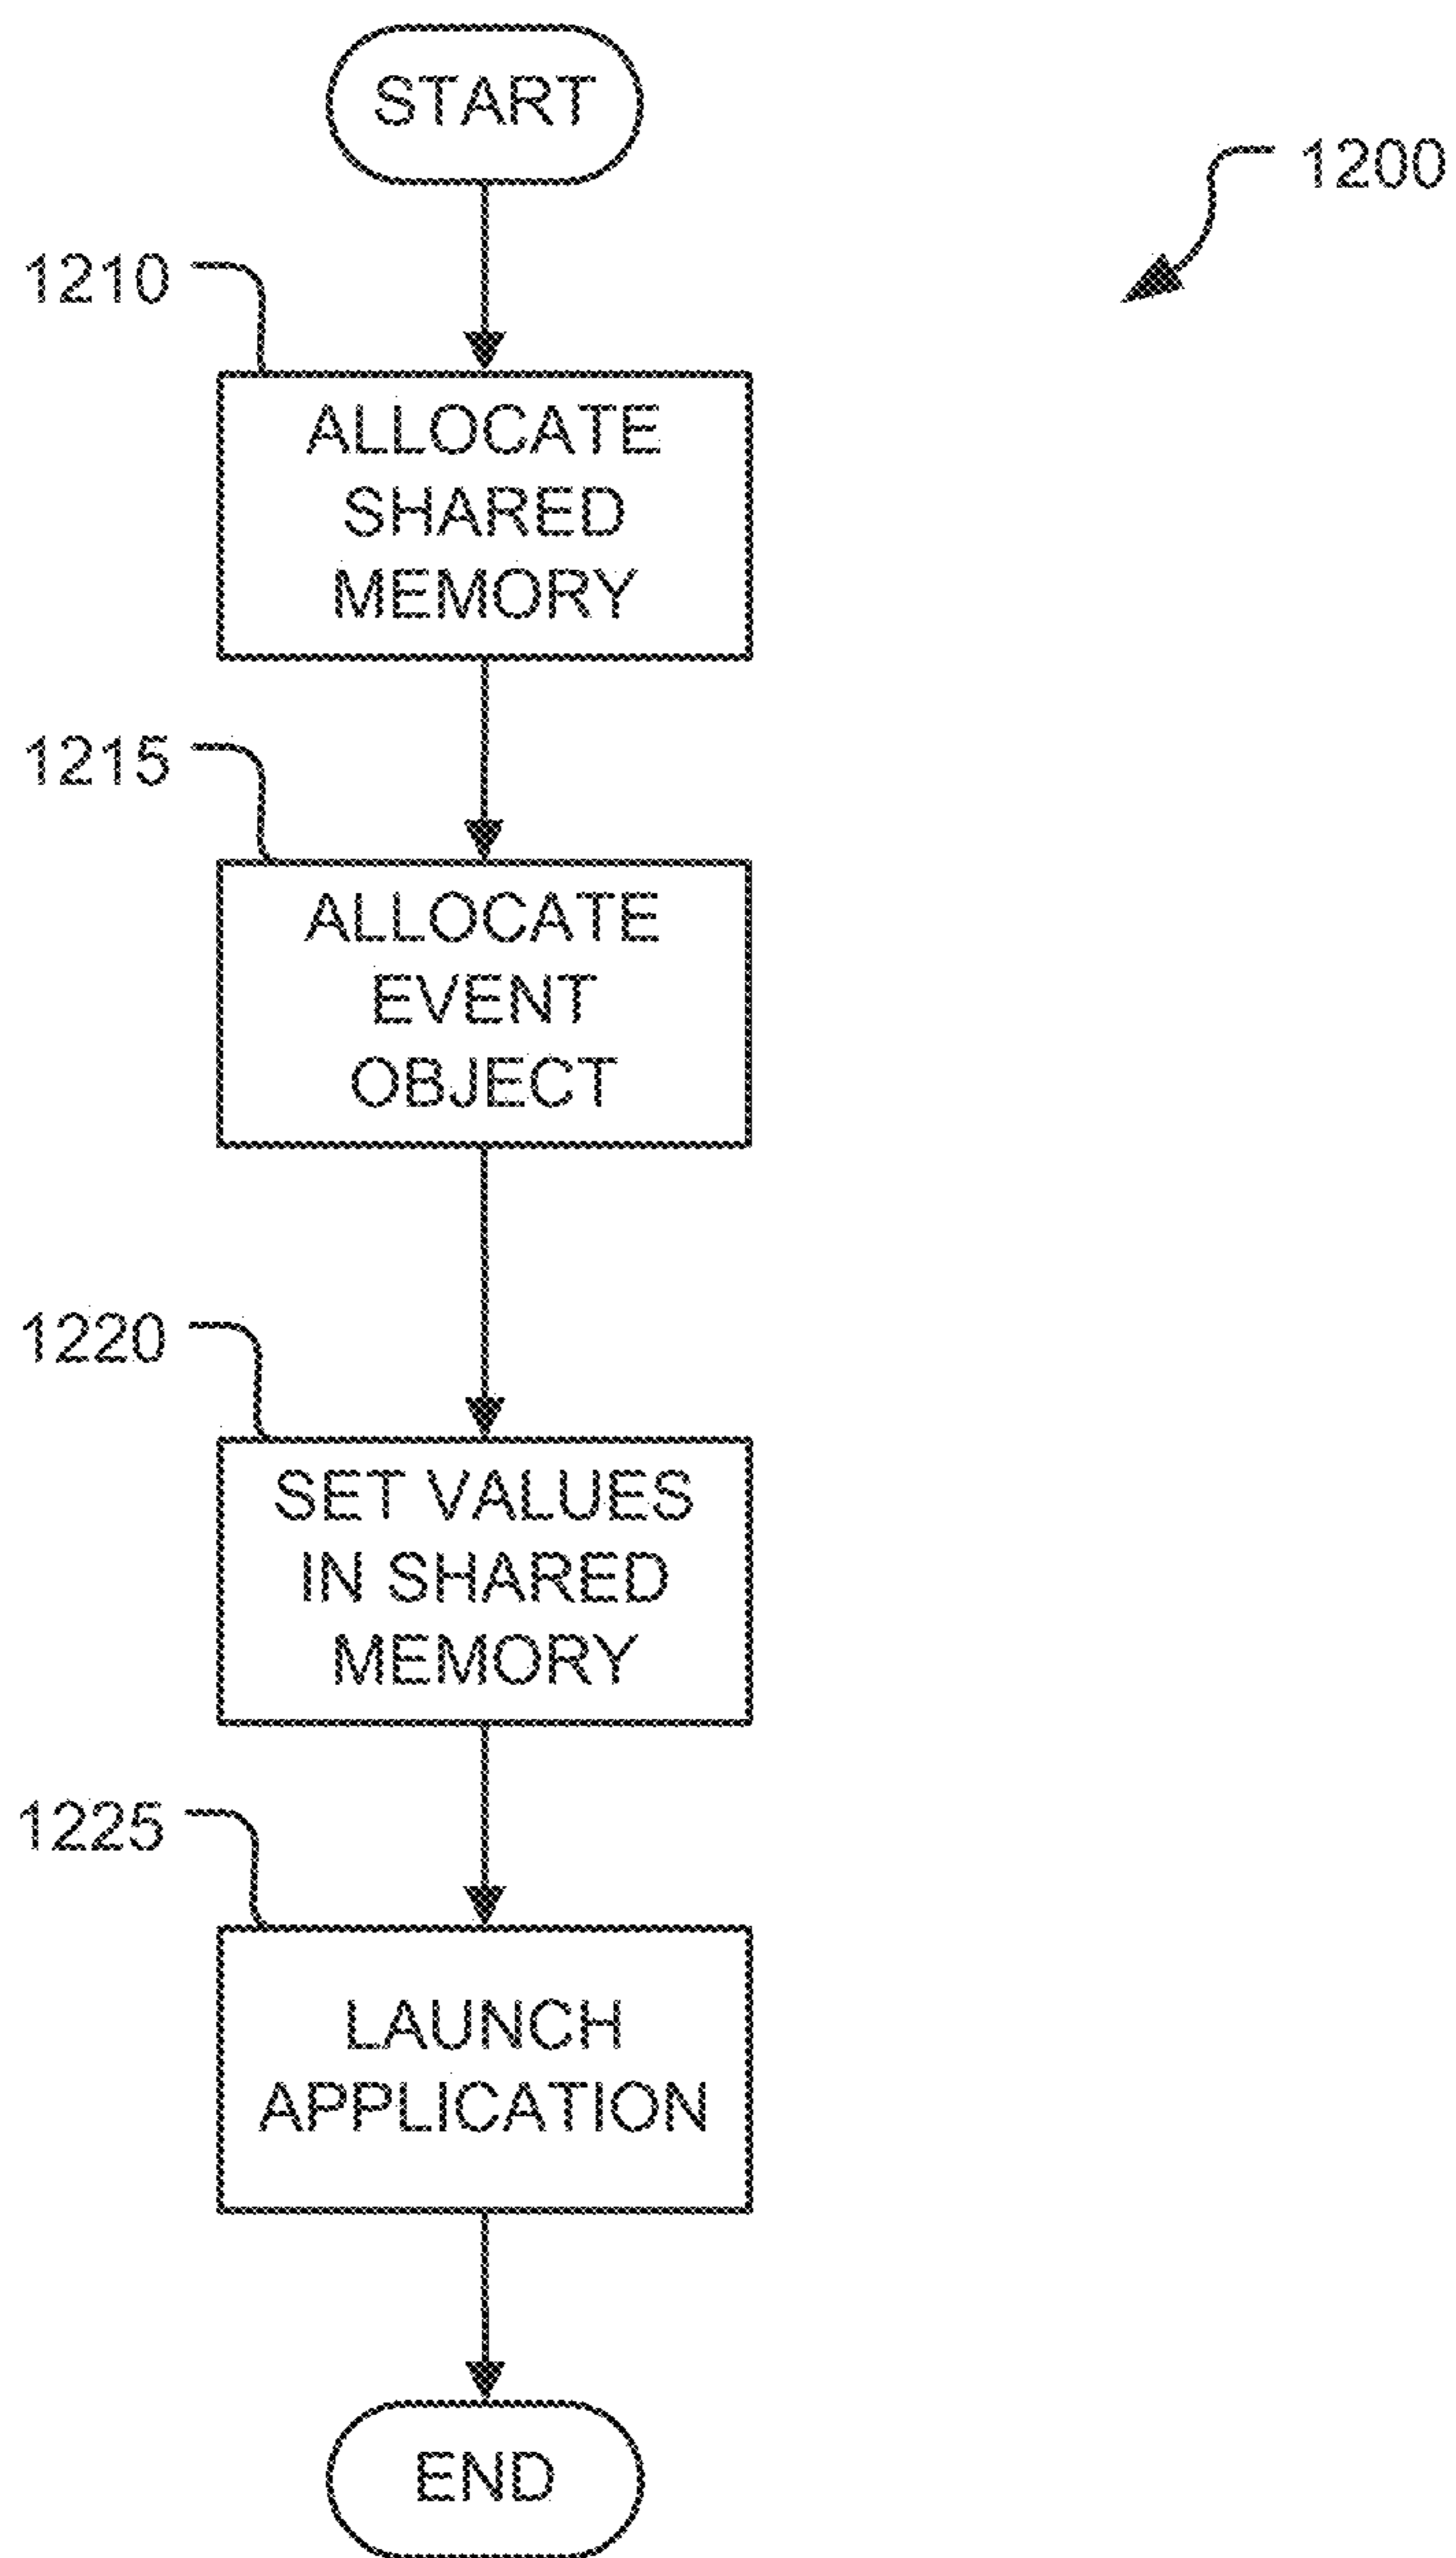 START
1200
1210
ALLOCATE
SHARED
MEMORY
1215
ALLOCATE
EVENT
OBJECT
1220
SET VALUES
IN SHARED
MEMORY
1225
LAUNCH
APPLICATION
END